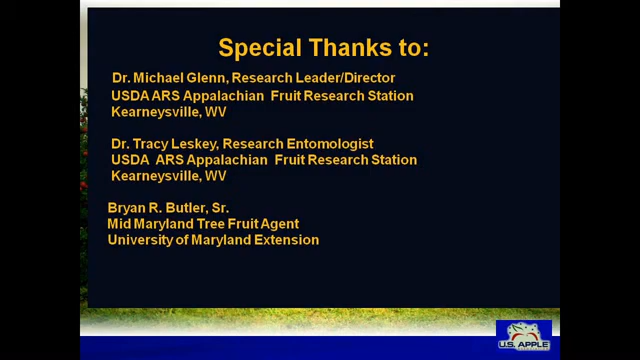 Special Thanks to:
Dr. Michael Glenn, Research Leader/Director
USDA ARS Appalachian Fruit Research Station
Kearneysville, WV
Dr. Tracy Leskey, Research Entomologist
USDA ARS Appalachian Fruit Research Station
Kearneysville, WV
Bryan R. Butler, Sr.
Mid Maryland Tree Fruit Agent
University of Maryland Extension
U.S. APPLE